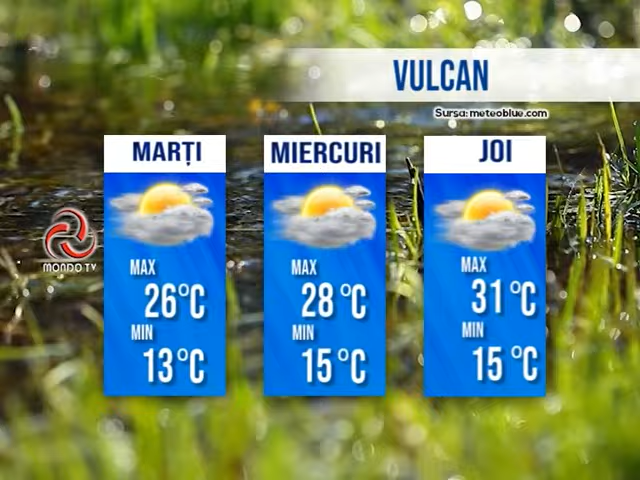 VULCAN
Sursa: meteoblue.com
MARȚI
MIERCURI
JOI
MAX
26°C
MIN
13°C
MAX
28°C
MIN
15°C
MAX
31°C
MIN
15°C
MONDO TV